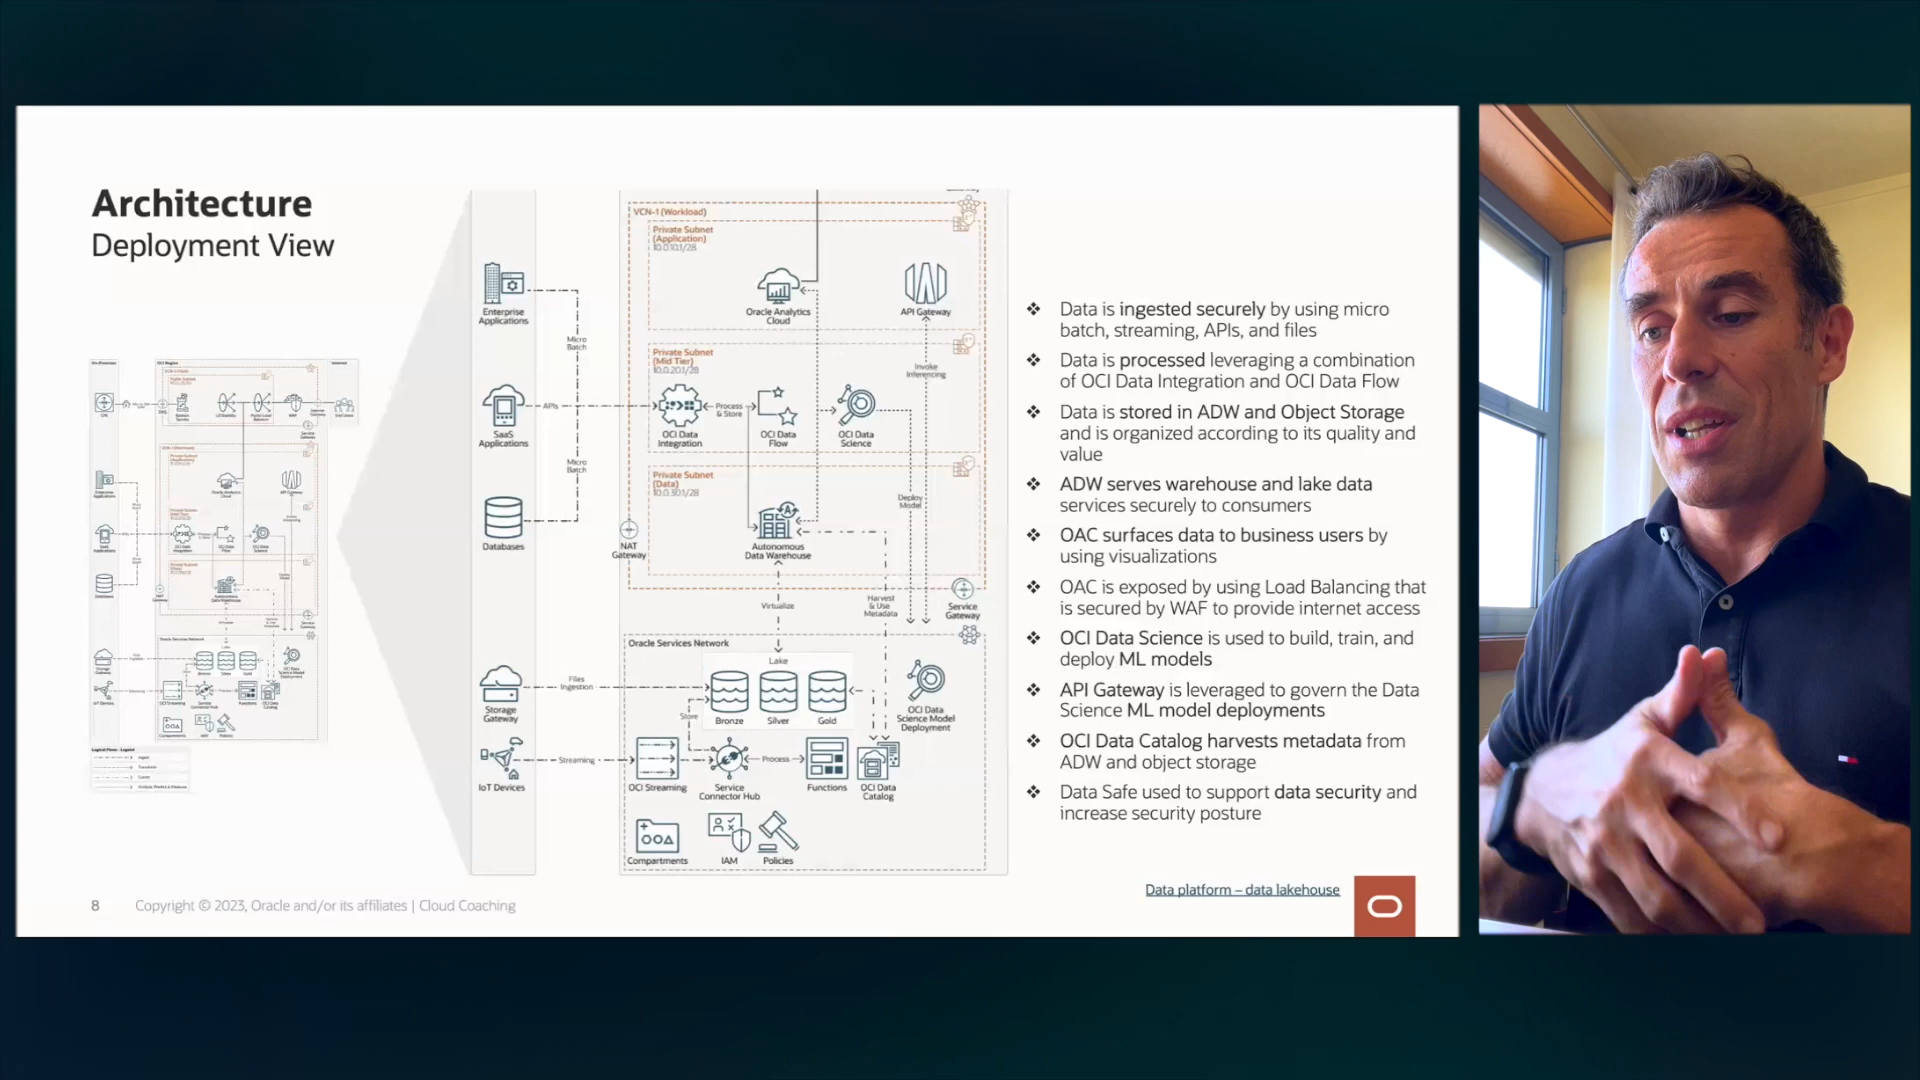 Architecture
Deployment View
VCN-1 (Workload)
Private Subnet
(Application)
10.0.10.1/28
Enterprise
Applications
Oracle Analytics
Cloud
API Gateway
Micro
Batch
Private Subnet
(Mid Tier)
10.0.20.1/28
Invoke
Inferencing
SaaS
Applications
APIs
OCI Data
Integration
Process
& Store
OCI Data
Flow
OCI Data
Science
Micro
Batch
Private Subnet
(Data)
10.0.30.1/28
Deploy
Model
Databases
NAT
Gateway
Autonomous
Data Warehouse
Virtualize
Harvest
& Use
Metadata
Service
Gateway
Oracle Services Network
Lake
Storage
Gateway
Files
Ingestion
Bronze
Silver
Gold
OCI Data
Science Model
Deployment
Store
IoT Devices
Streaming
OCI Streaming
Service
Connector Hub
Process
Functions
OCI Data
Catalog
Compartments
IAM
Policies
❖ Data is ingested securely by using micro
batch, streaming, APIs, and files
❖ Data is processed leveraging a combination
of OCI Data Integration and OCI Data Flow
❖ Data is stored in ADW and Object Storage
and is organized according to its quality and
value
❖ ADW serves warehouse and lake data
services securely to consumers
❖ OAC surfaces data to business users by
using visualizations
❖ OAC is exposed by using Load Balancing that
is secured by WAF to provide internet access
❖ OCI Data Science is used to build, train, and
deploy ML models
❖ API Gateway is leveraged to govern the Data
Science ML model deployments
❖ OCI Data Catalog harvests metadata from
ADW and object storage
❖ Data Safe used to support data security and
increase security posture
Data platform – data lakehouse
8
Copyright © 2023, Oracle and/or its affiliates | Cloud Coaching